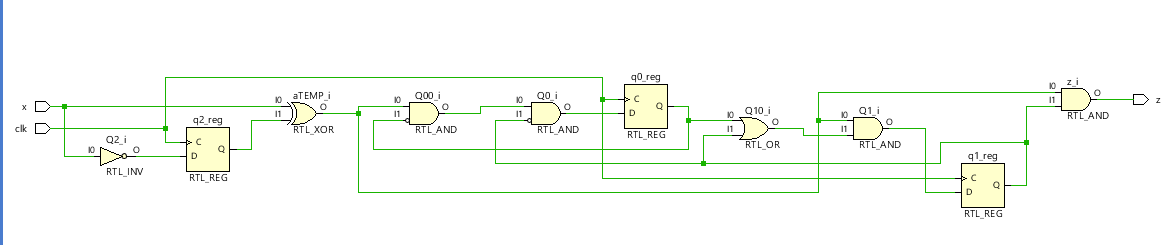 q0_reg
z_i
aTEMP_i Q00_i Q0_i
I0 O
I1
RTL_AND
z
x
I0 O
I1
RTL_XOR
I0 O
I1
RTL_AND
I0 O
I1
RTL_AND
C
D Q
RTL_REG
Q10_i Q1_i
I0 O
I1
RTL_OR
I0 O
I1
RTL_AND
clk
q2_reg
Q2_i
I0 O
RTL_INV
C
D Q
RTL_REG
q1_reg
C
D Q
RTL_REG